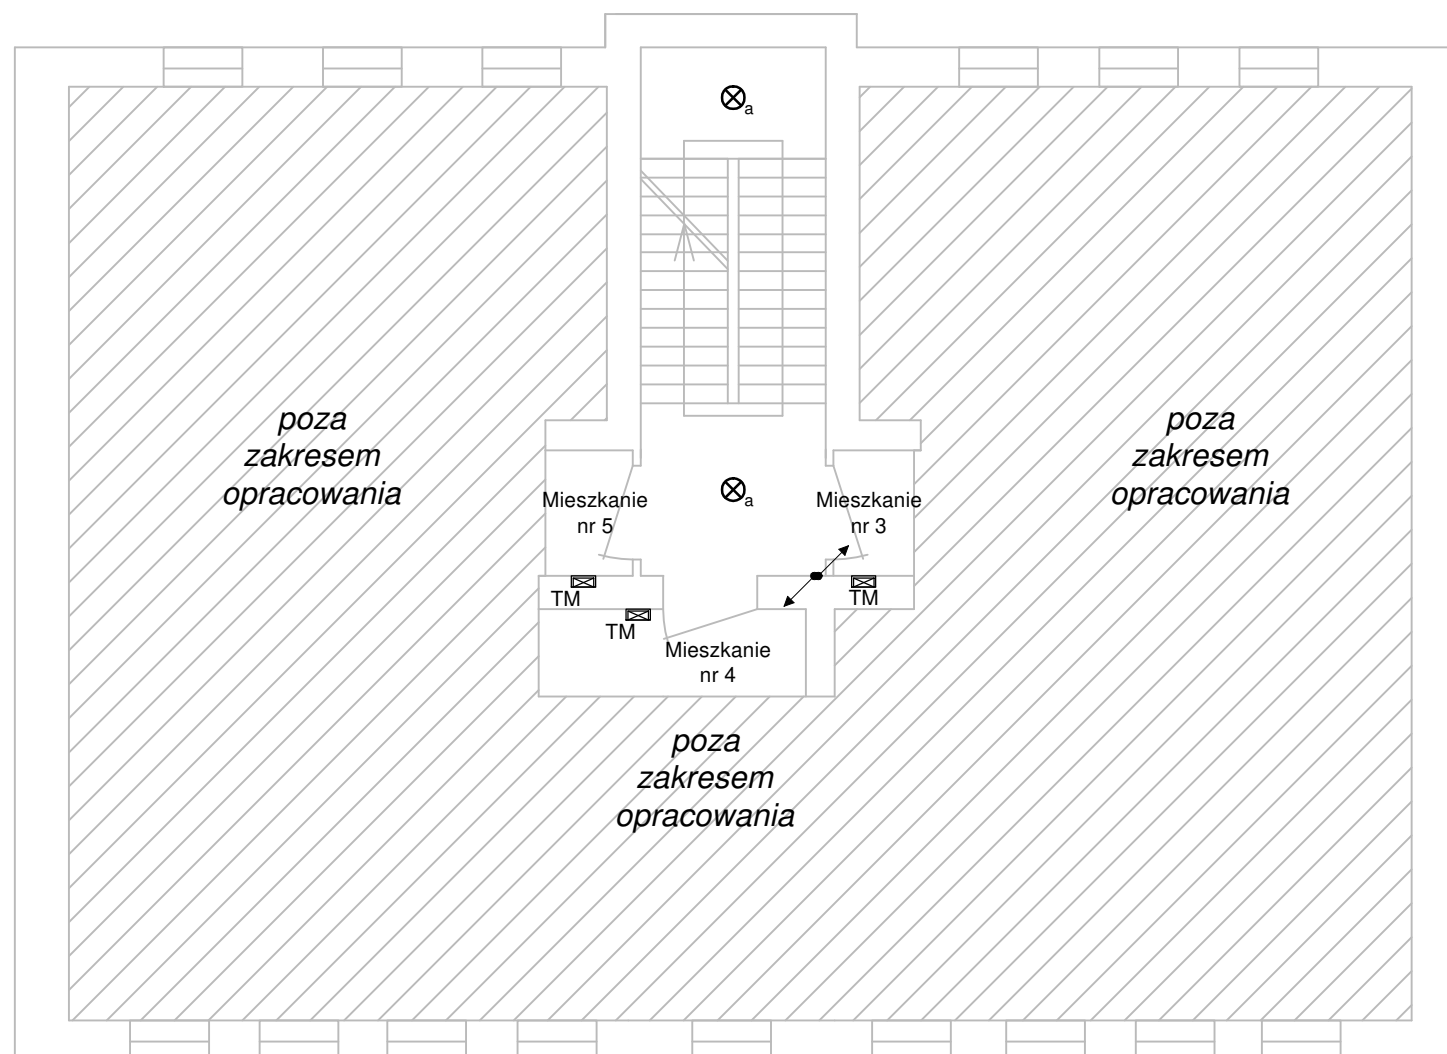 a
poza
zakresem
opracowania
poza
zakresem
opracowania
Mieszkanie
nr 5
a
Mieszkanie
nr 3
TM
TM
TM
Mieszkanie
nr 4
poza
zakresem
opracowania